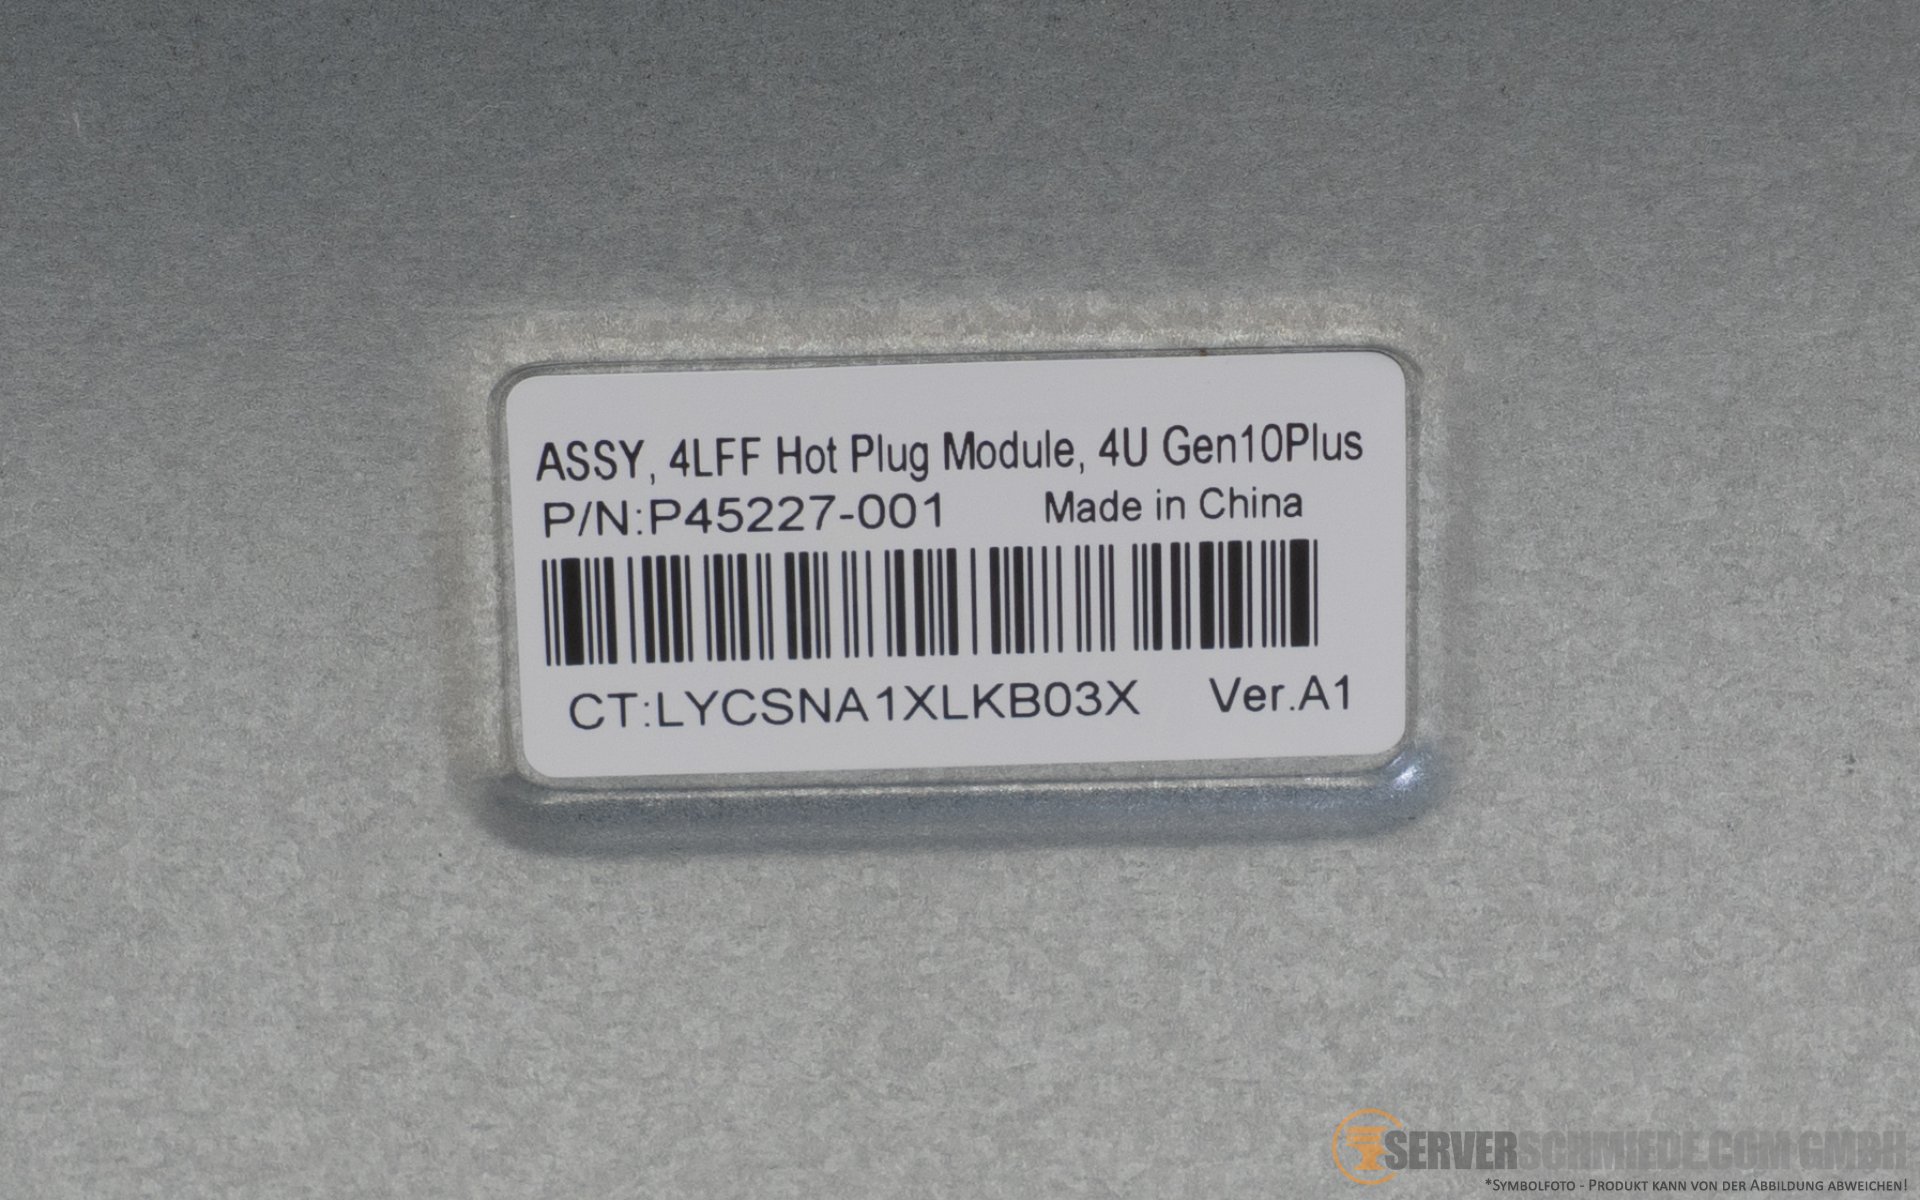 ASSY, 4LFF Hot Plug Module, 4U Gen10Plus
P/N:P45227-001 Made in China
CT:LYCSNA1XLKB03X Ver.A1
SERVERSCHMIEDE.COM GMBH
*Symbolfoto - Produkt kann von der Abbildung abweichen!